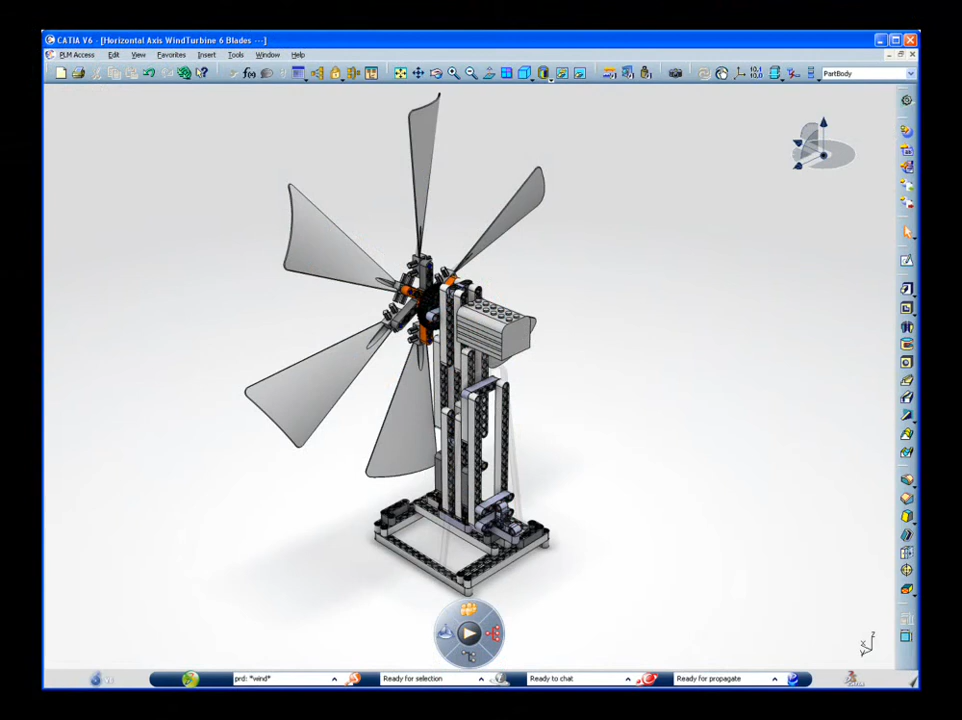 CATIA V6 - [Horizontal Axis WindTurbine 6 Blades ---]
PLM Access Edit View Favorites Insert Tools Window Help
PartBody
prd: *wind* Ready for selection Ready to chat Ready for propagate